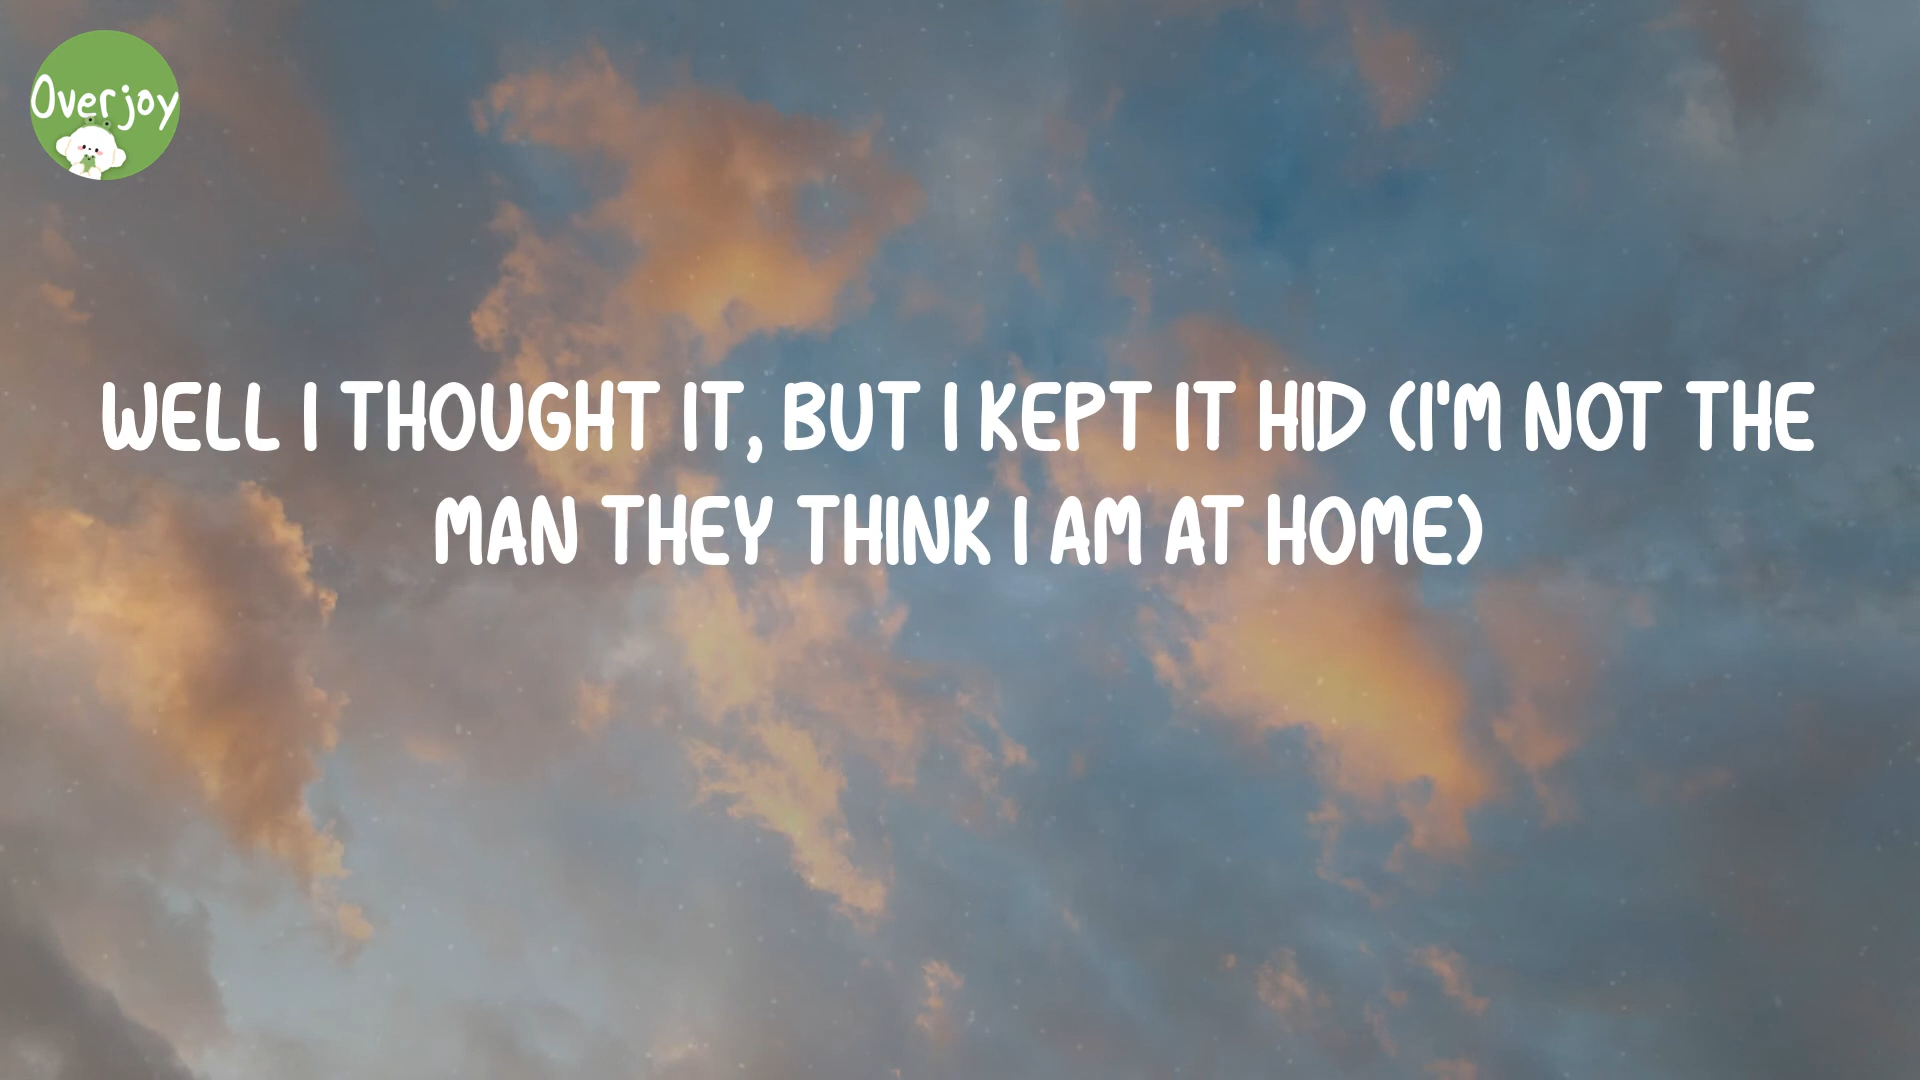 Overjoy
WELL I THOUGHT IT, BUT I KEPT IT HID (I'M NOT THE
MAN THEY THINK I AM AT HOME)